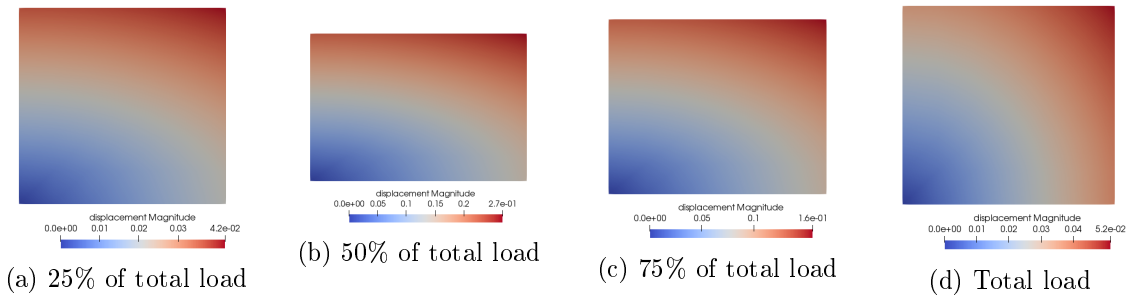 displacement Magnitude
0.0e+00 0.01 0.02 0.03 4.2e-02
(a) 25% of total load
displacement Magnitude
0.0e+00 0.05 0.1 0.15 0.2 2.7e-01
(b) 50% of total load
displacement Magnitude
0.0e+00 0.05 0.1 1.6e-01
(c) 75% of total load
displacement Magnitude
0.0e+00 0.01 0.02 0.03 0.04 5.2e-02
(d) Total load